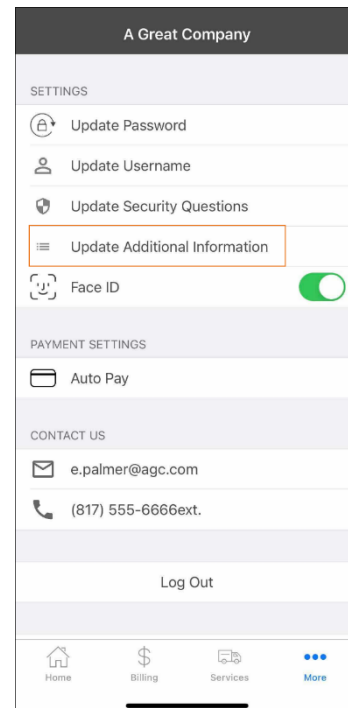 A Great Company
SETTINGS
Update Password
Update Username
Update Security Questions
Update Additional Information
Face ID
PAYMENT SETTINGS
Auto Pay
CONTACT US
e.palmer@agc.com
(817) 555-6666ext.
Log Out
Home Billing Services More